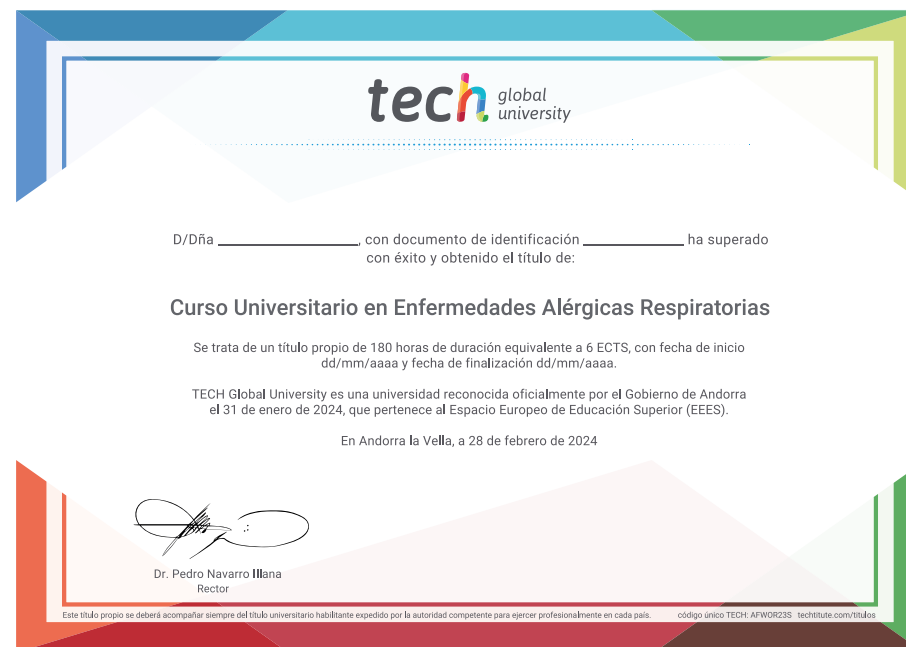 tech global
university
D/Dña ____________________, con documento de identificación ______________ ha superado
con éxito y obtenido el título de:
Curso Universitario en Enfermedades Alérgicas Respiratorias
Se trata de un título propio de 180 horas de duración equivalente a 6 ECTS, con fecha de inicio
dd/mm/aaaa y fecha de finalización dd/mm/aaaa.
TECH Global University es una universidad reconocida oficialmente por el Gobierno de Andorra
el 31 de enero de 2024, que pertenece al Espacio Europeo de Educación Superior (EEES).
En Andorra la Vella, a 28 de febrero de 2024
Dr. Pedro Navarro Illana
Rector
Este título propio se deberá acompañar siempre del título universitario habilitante expedido por la autoridad competente para ejercer profesionalmente en cada país. código único TECH: AFWOR23S techtitute.com/titulos